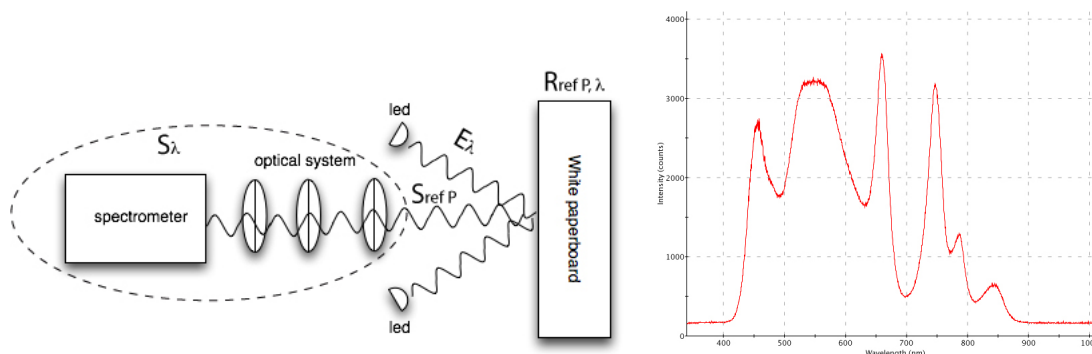 Sλ
optical system
spectrometer
led
Eλ
Sref P
led
Rref P, λ
White paperboard
4000
3000
2000
1000
0
Intensity (counts)
400
500
600
700
800
900
Wavelength (nm)